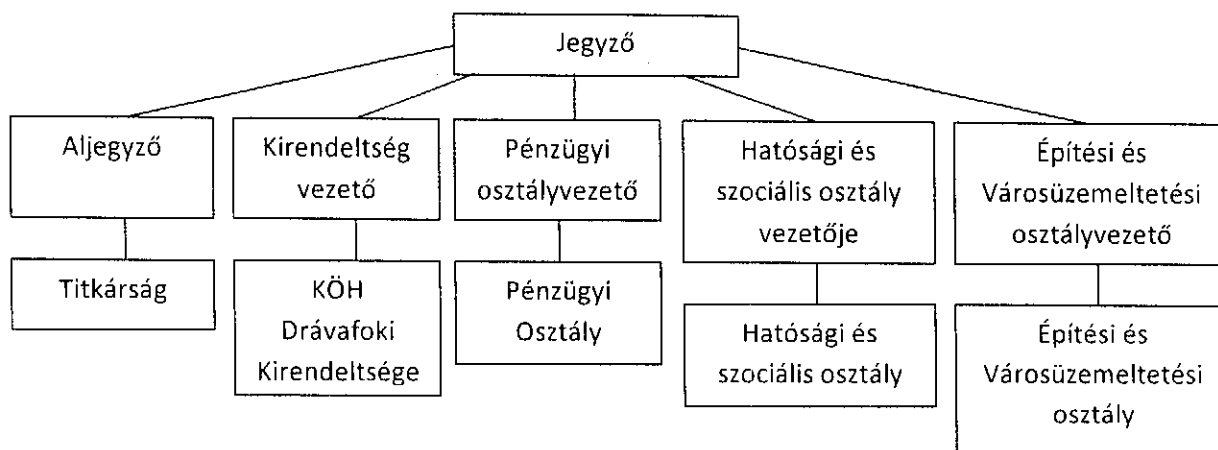 Jegyző
Aljegyző
Kirendeltség
vezető
Pénzügyi
osztályvezető
Hatósági és
szociális osztály
vezetője
Építési és
Városüzemeltetési
osztályvezető
Titkárság
KÖH
Drávafoki
Kirendeltsége
Pénzügyi
Osztály
Hatósági és
szociális osztály
Építési és
Városüzemeltetési
osztály